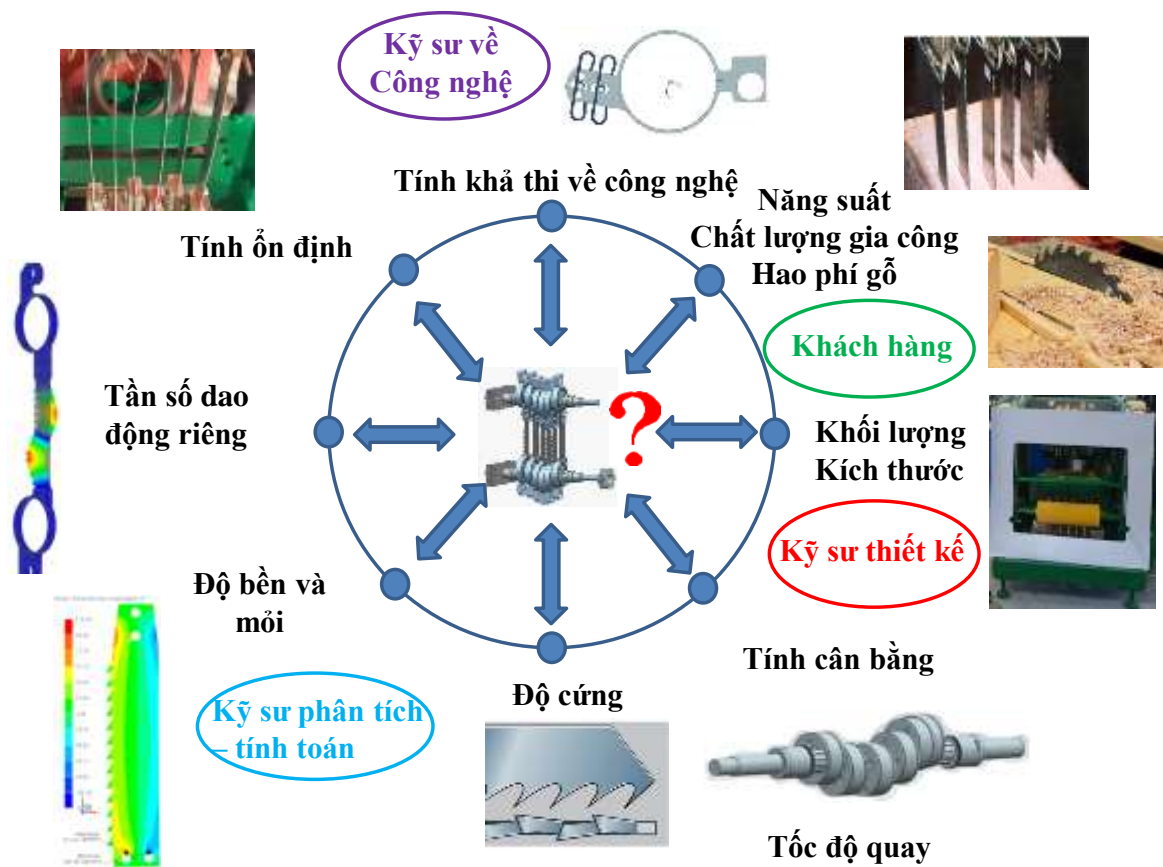 Kỹ sư về
Công nghệ
Tính khả thi về công nghệ
Năng suất
Chất lượng gia công
Hao phí gỗ
Tính ổn định
Khách hàng
Tần số dao
động riêng
?
Khối lượng
Kích thước
Kỹ sư thiết kế
Độ bền và
mỏi
Tính cân bằng
Độ cứng
Kỹ sư phân tích
– tính toán
Tốc độ quay